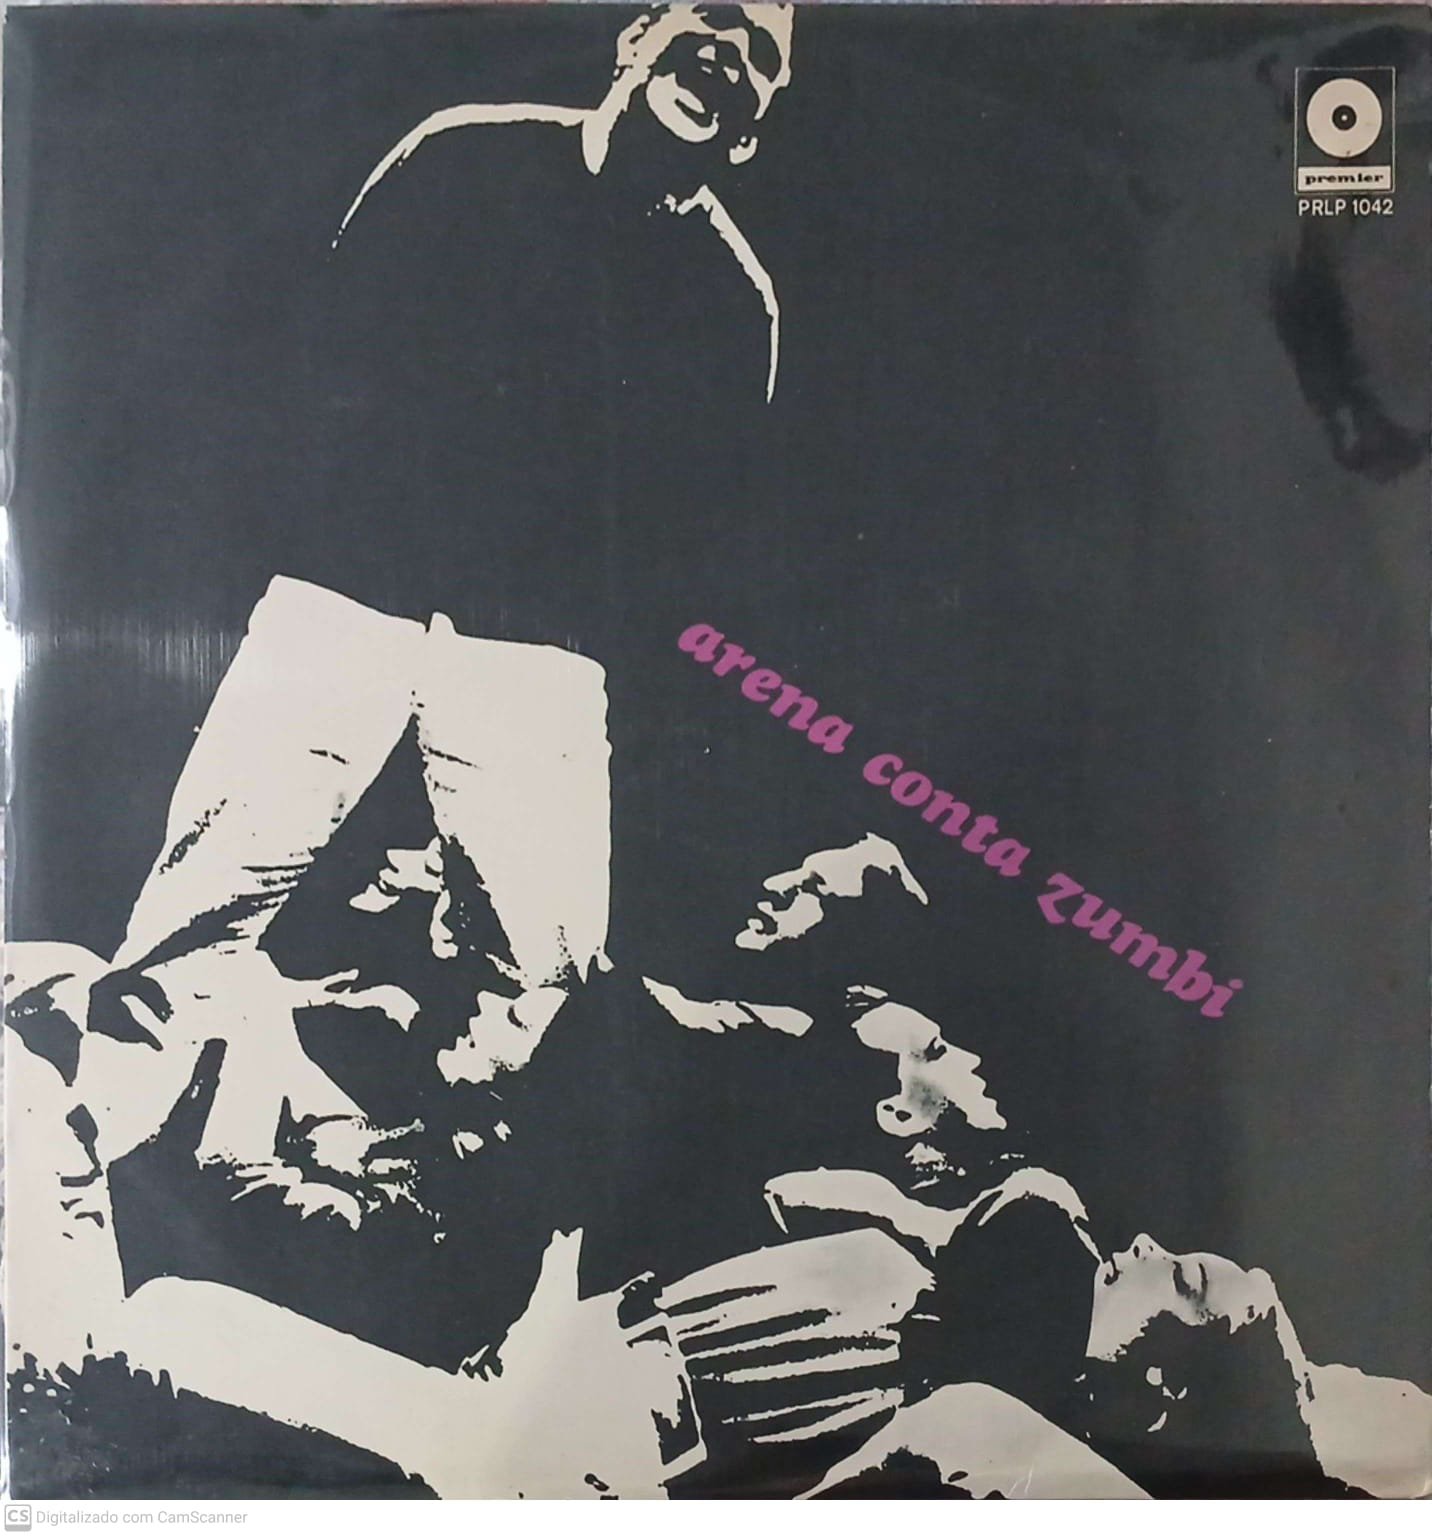 premier
PRLP 1042
arena conta zumbi
CS Digitalizado com CamScanner